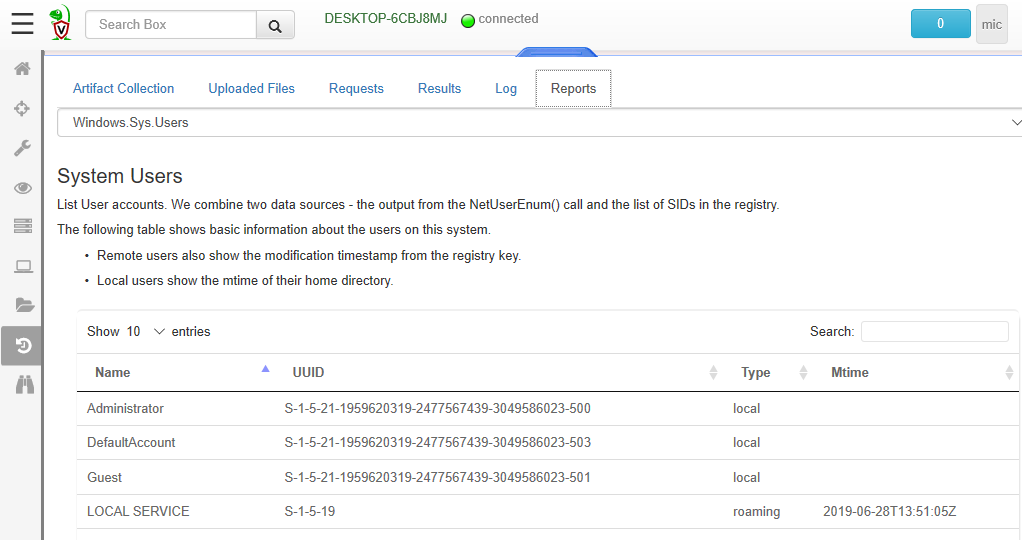 Search Box
DESKTOP-6CBJ8MJ connected
0
mic
V
Artifact Collection Uploaded Files Requests Results Log Reports
Windows.Sys.Users
System Users
List User accounts. We combine two data sources - the output from the NetUserEnum() call and the list of SIDs in the registry.
The following table shows basic information about the users on this system.
• Remote users also show the modification timestamp from the registry key.
• Local users show the mtime of their home directory.
Show 10 entries Search:
Name UUID Type Mtime
Administrator S-1-5-21-1959620319-2477567439-3049586023-500 local
DefaultAccount S-1-5-21-1959620319-2477567439-3049586023-503 local
Guest S-1-5-21-1959620319-2477567439-3049586023-501 local
LOCAL SERVICE S-1-5-19 roaming 2019-06-28T13:51:05Z